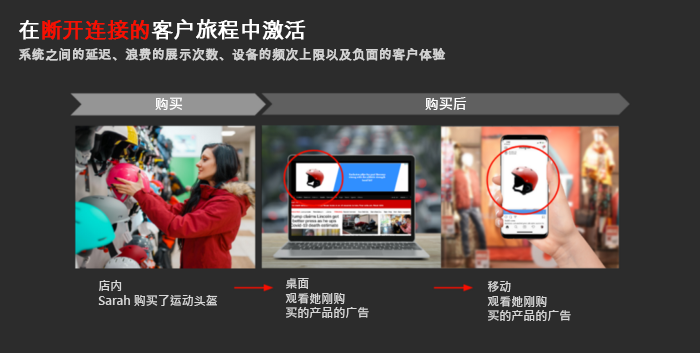 在断开连接的客户旅程中激活
系统之间的延迟、浪费的展示次数、设备的频次上限以及负面的客户体验
购买
购买后
店内
Sarah 购买了运动头盔
桌面
观看她刚购
买的产品的广告
移动
观看她刚购
买的产品的广告